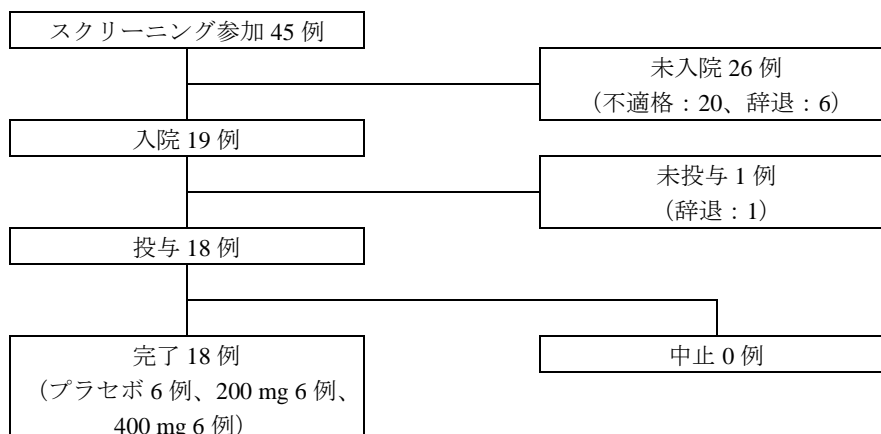 スクリーニング参加 45 例
未入院 26 例
（不適格：20、辞退：6）
入院 19 例
未投与 1 例
（辞退：1）
投与 18 例
完了 18 例
（プラセボ 6 例、200 mg 6 例、
400 mg 6 例）
中止 0 例